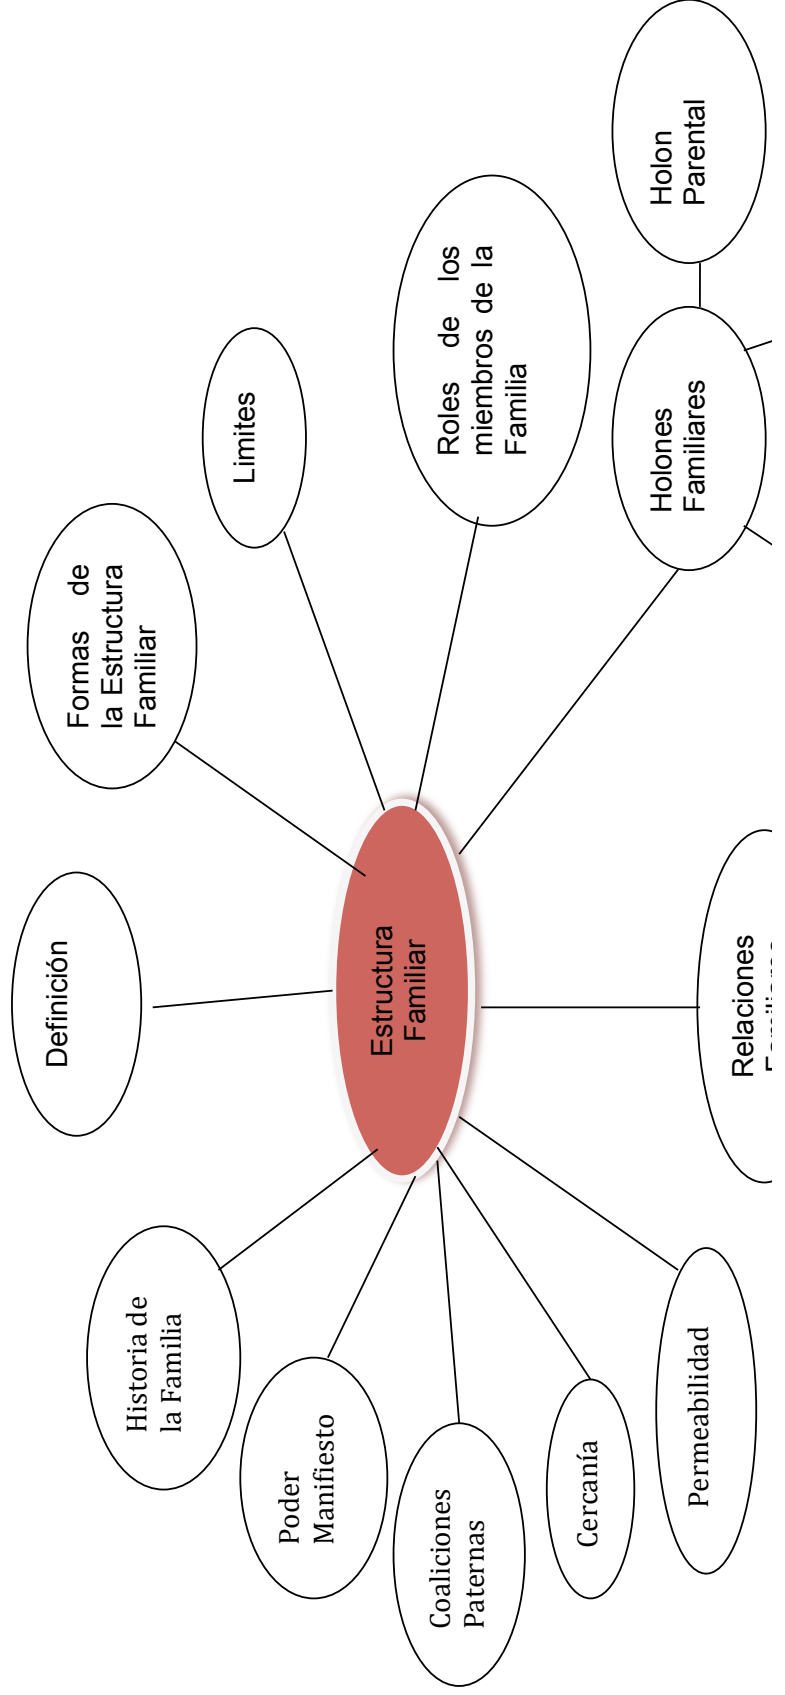 Definición
Formas de
la Estructura
Familiar
Limites
Roles de los
miembros de la
Familia
Holon
Parental
Holones
Familiares
Estructura
Familiar
Historia de
la Familia
Poder
Manifiesto
Coaliciones
Paternas
Cercanía
Permeabilidad
Relaciones